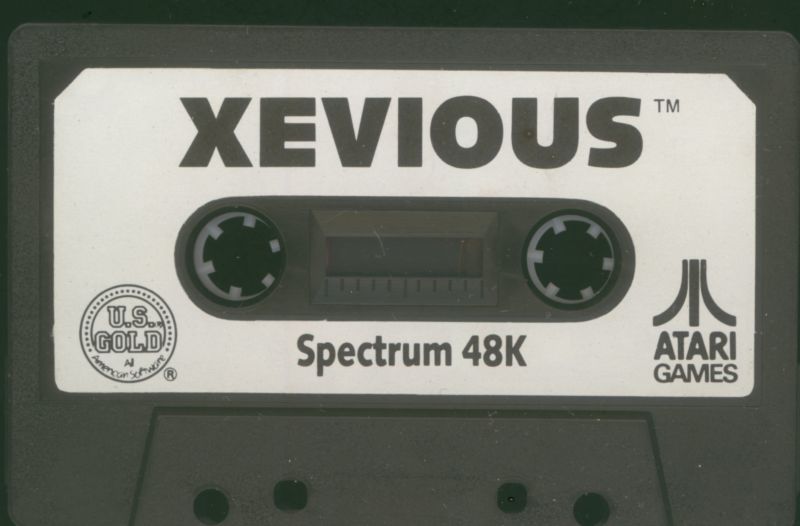 XEVIOUS™
U.S.
GOLD
All
American Software
®
Spectrum 48K
ATARI
GAMES